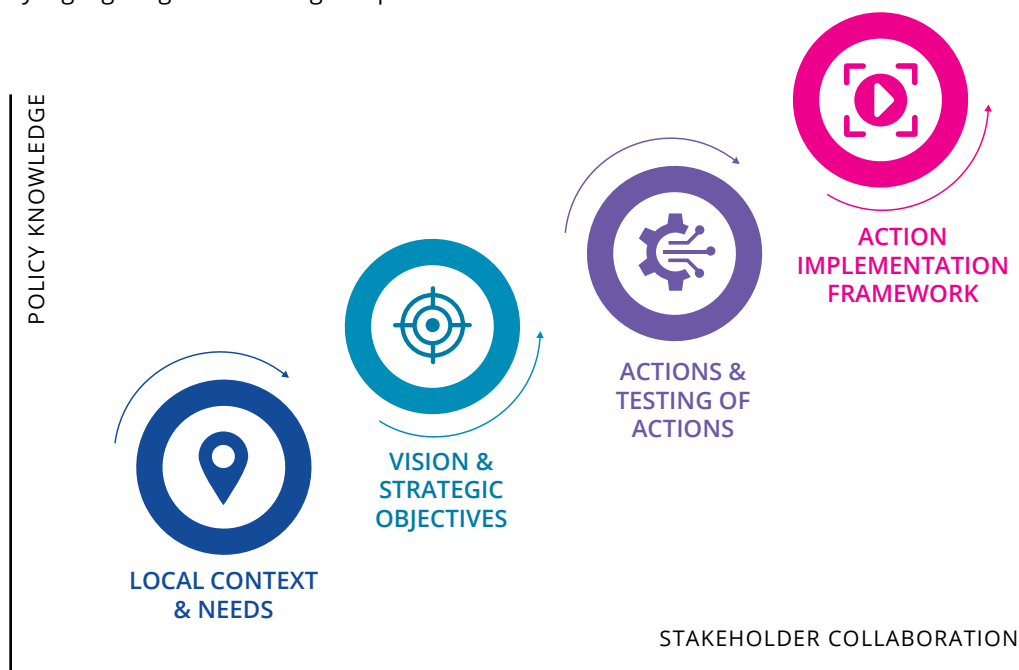 POLICY KNOWLEDGE
ACTION
IMPLEMENTATION
FRAMEWORK
ACTIONS &
TESTING OF
ACTIONS
VISION &
STRATEGIC
OBJECTIVES
LOCAL CONTEXT
& NEEDS
STAKEHOLDER COLLABORATION